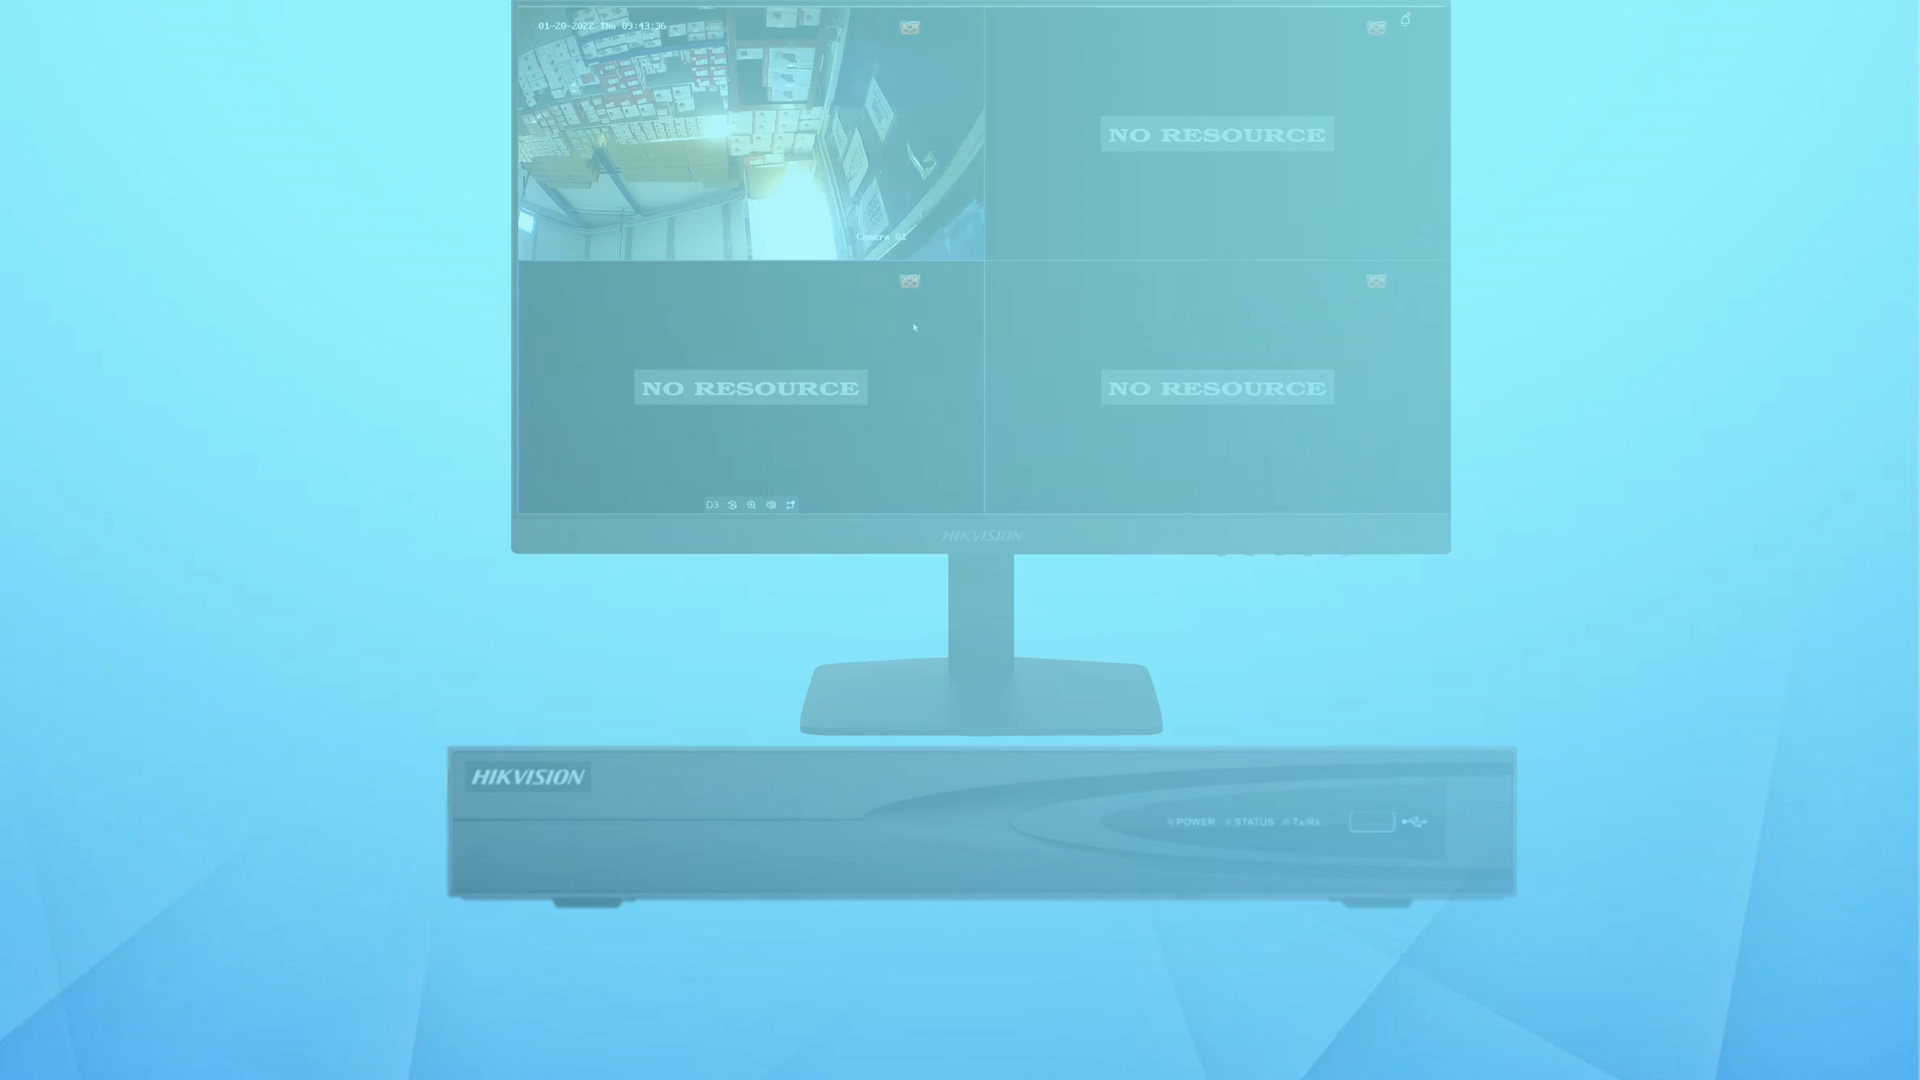 01-20-2022 Thu 09:43:36
NO RESOURCE
Camera 01
NO RESOURCE
NO RESOURCE
D3
HIKVISION
HIKVISION
POWER STATUS Tx/Rx